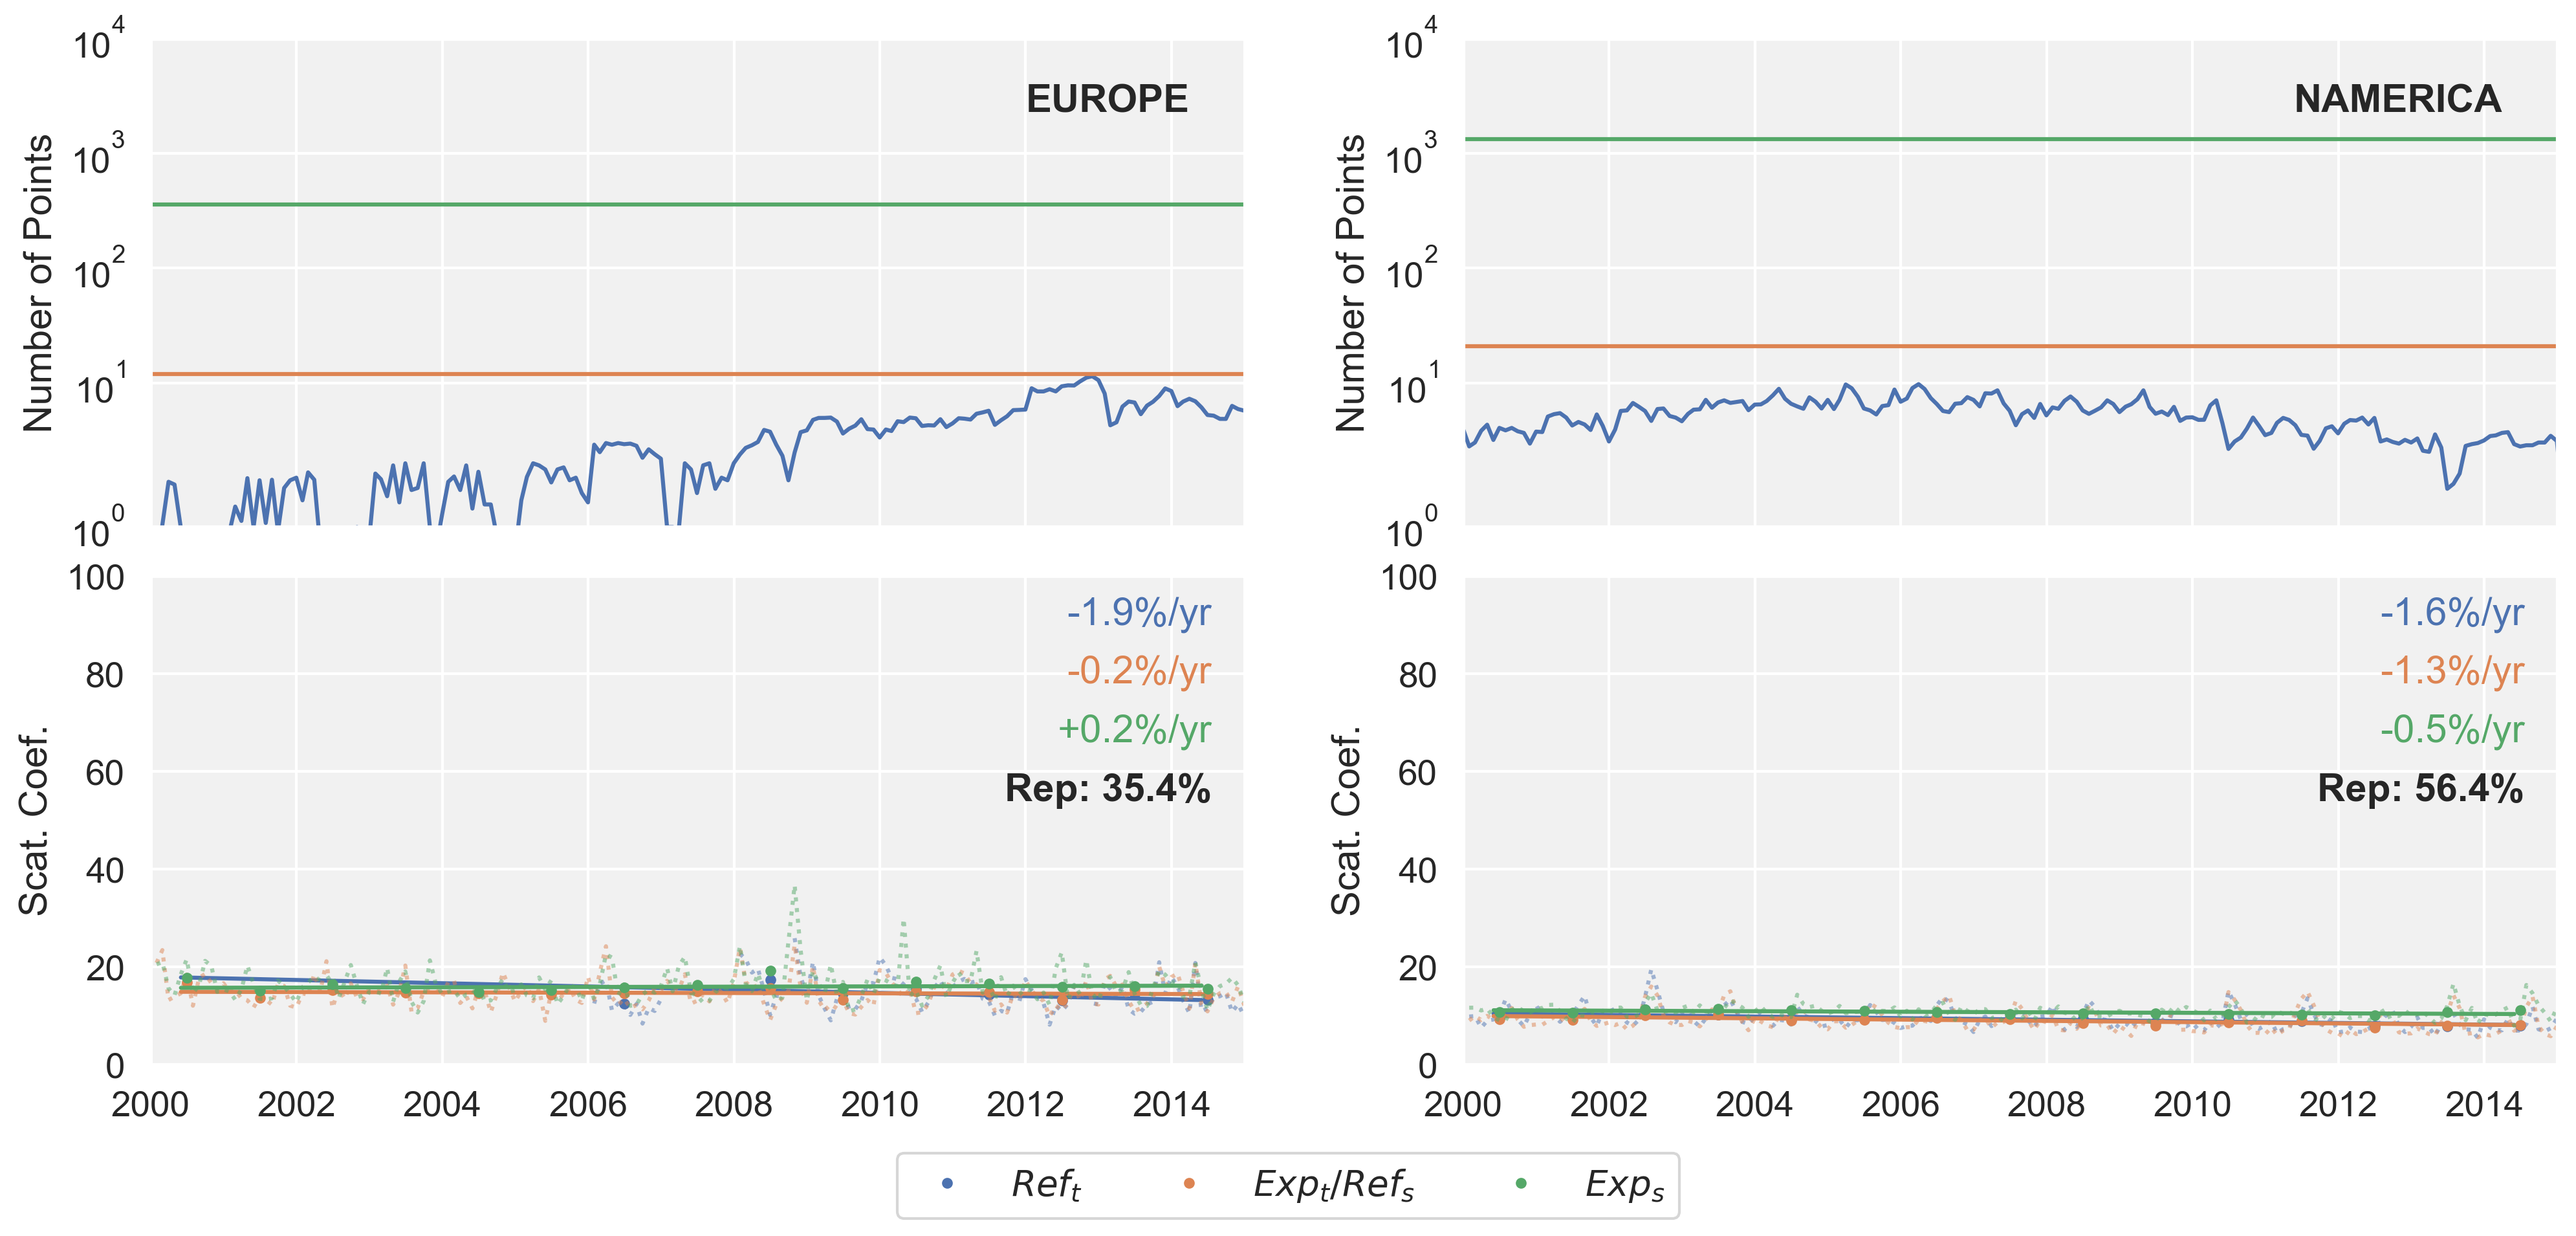 10^4
10^3
10^2
10^1
10^0
Number of Points
EUROPE
10^4
10^3
10^2
10^1
10^0
Number of Points
NAMERICA
100
80
60
40
20
0
Scat. Coef.
-1.9%/yr
-0.2%/yr
+0.2%/yr
Rep: 35.4%
2000 2002 2004 2006 2008 2010 2012 2014
100
80
60
40
20
0
Scat. Coef.
-1.6%/yr
-1.3%/yr
-0.5%/yr
Rep: 56.4%
2000 2002 2004 2006 2008 2010 2012 2014
Ref_t Exp_t/Ref_s Exp_s